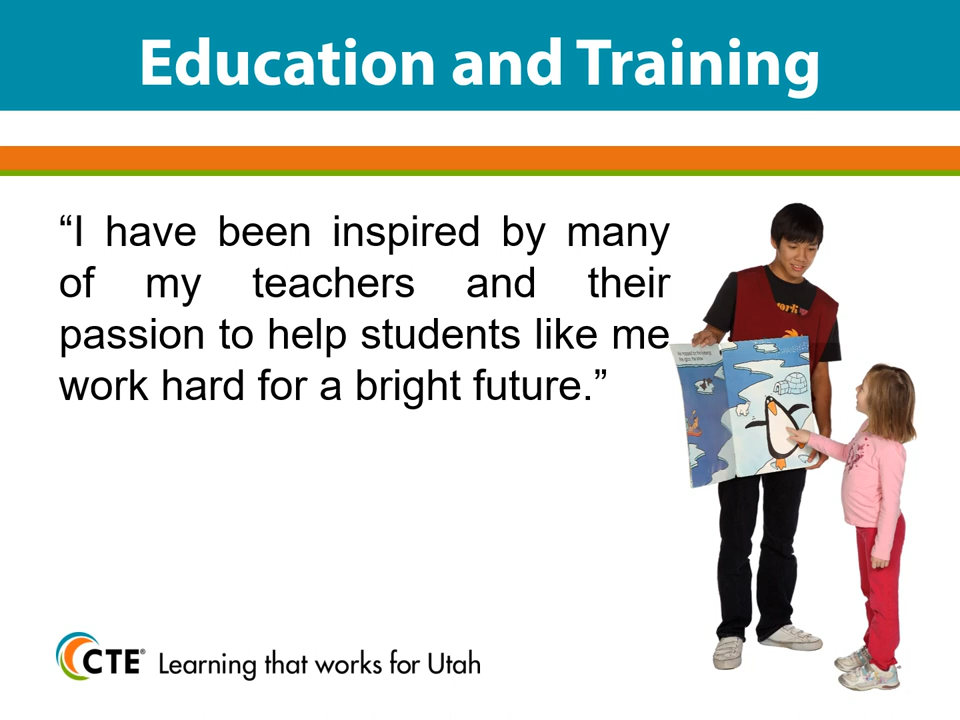 Education and Training
“I have been inspired by many
of my teachers and their
passion to help students like me
work hard for a bright future.”
CTE® Learning that works for Utah